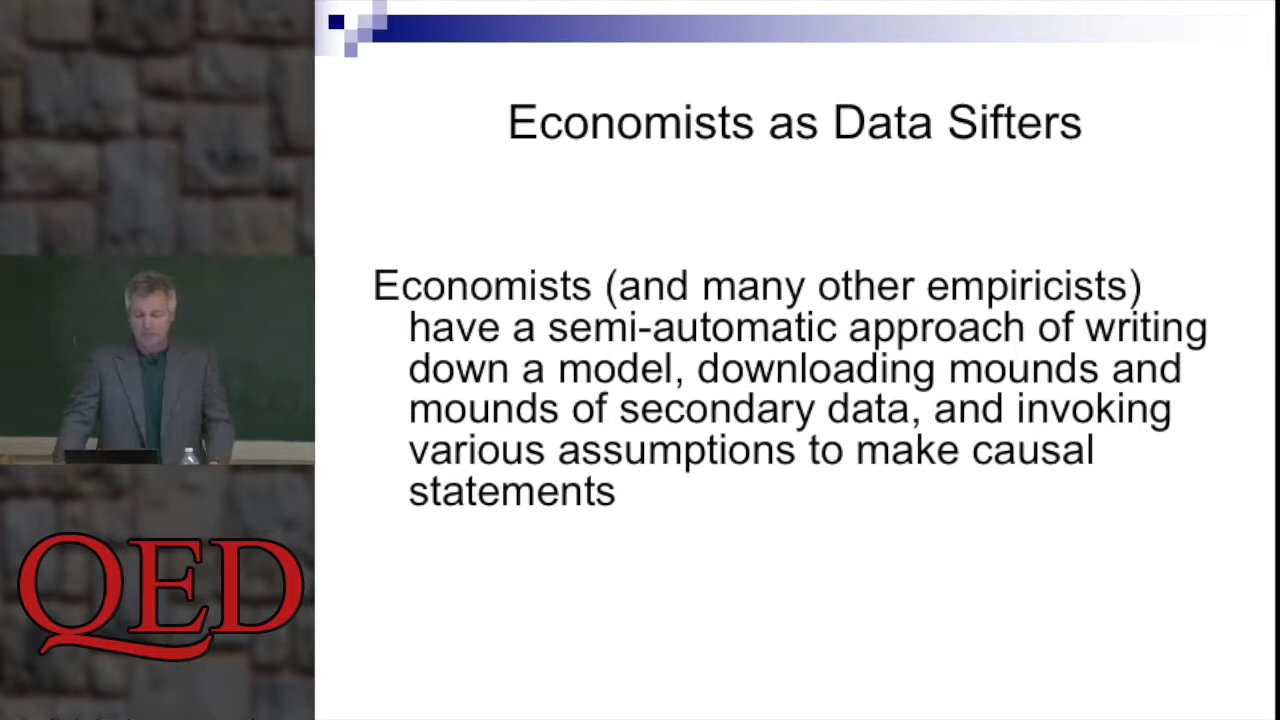 Economists as Data Sifters
Economists (and many other empiricists)
have a semi-automatic approach of writing
down a model, downloading mounds and
mounds of secondary data, and invoking
various assumptions to make causal
statements
QED